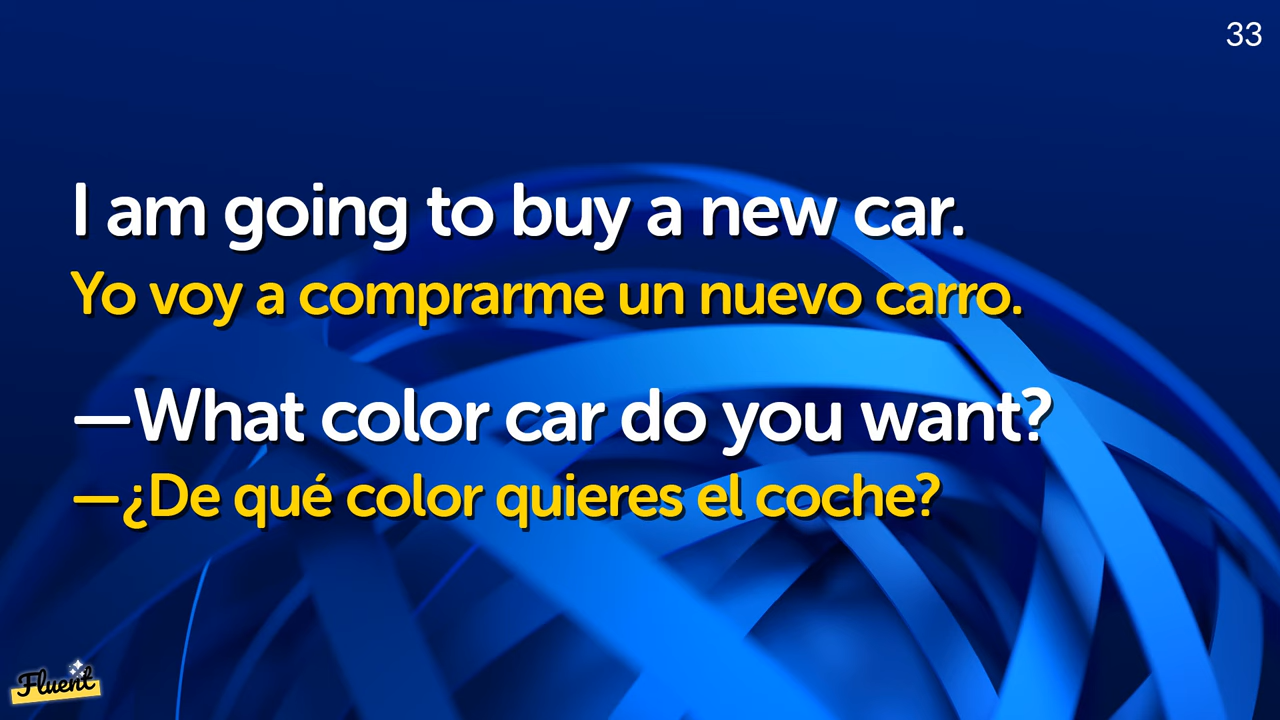 33
I am going to buy a new car.
Yo voy a comprarme un nuevo carro.
—What color car do you want?
—¿De qué color quieres el coche?
Fluent